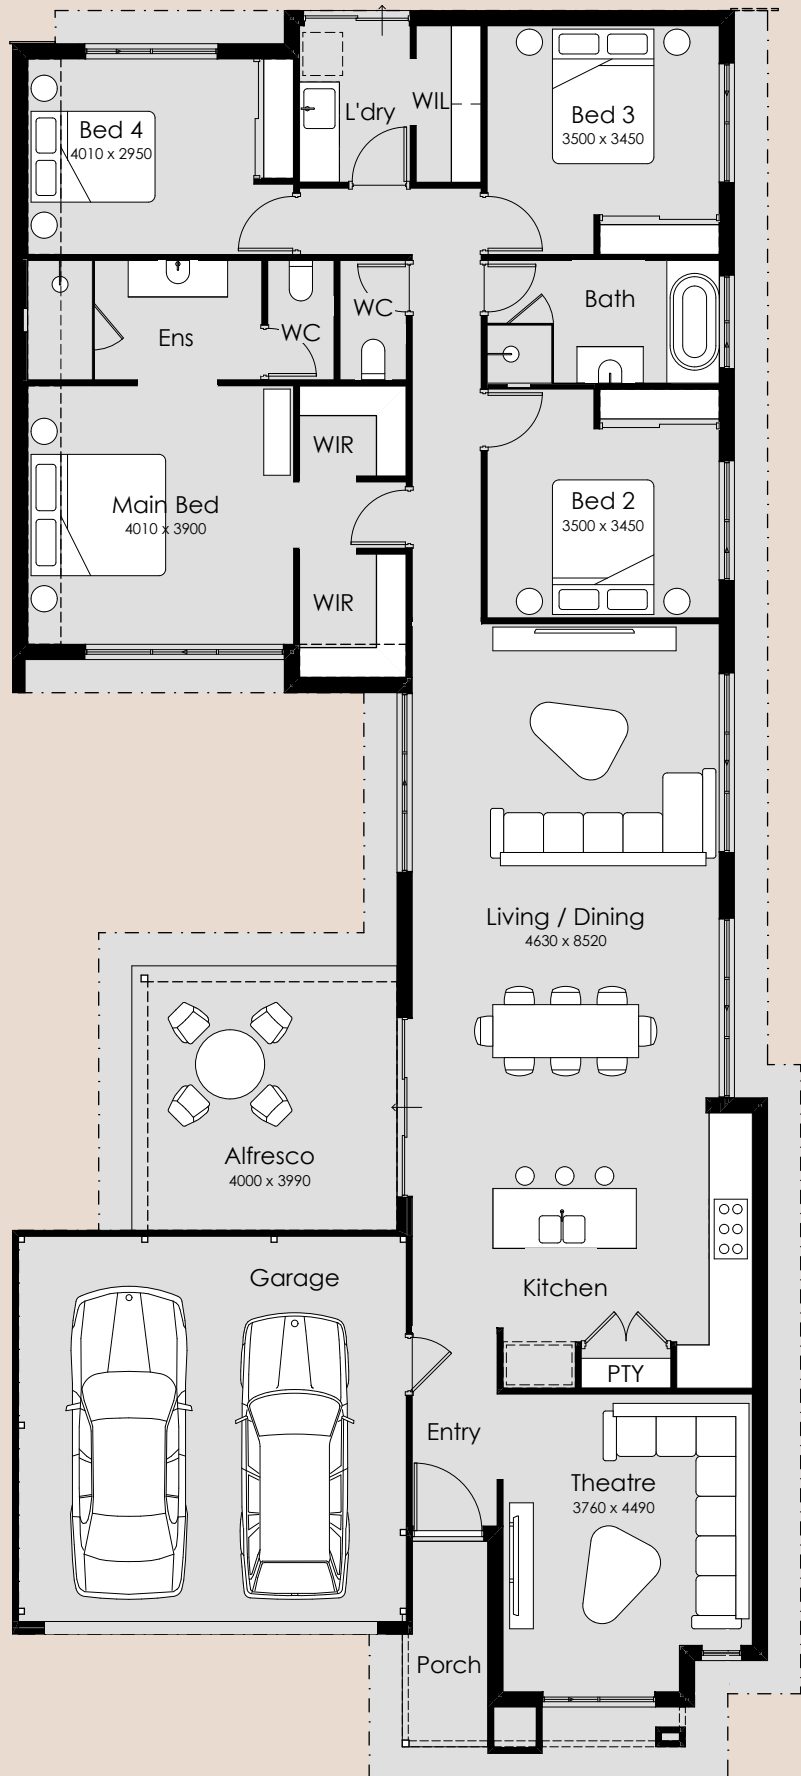 Bed 4
4010 x 2950
L'dry
WIL
Bed 3
3500 x 3450
Ens
WC
WC
Bath
WIR
Main Bed
4010 x 3900
Bed 2
3500 x 3450
WIR
Living / Dining
4630 x 8520
Alfresco
4000 x 3990
Garage
Kitchen
PTY
Entry
Theatre
3760 x 4490
Porch